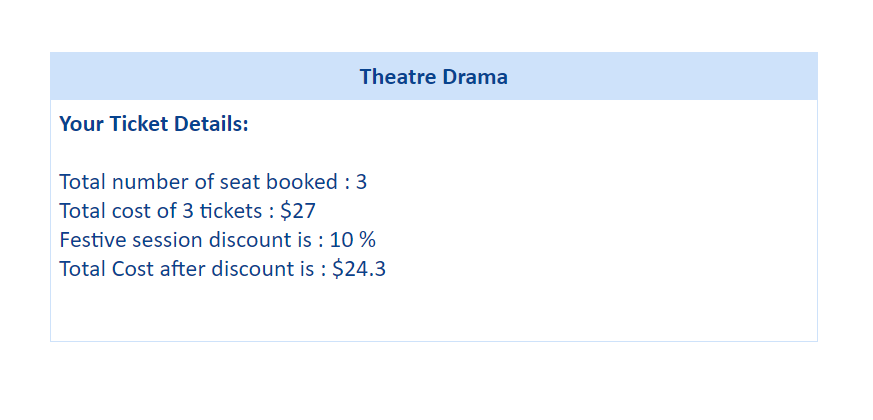 Theatre Drama
Your Ticket Details:
Total number of seat booked : 3
Total cost of 3 tickets : $27
Festive session discount is : 10 %
Total Cost after discount is : $24.3